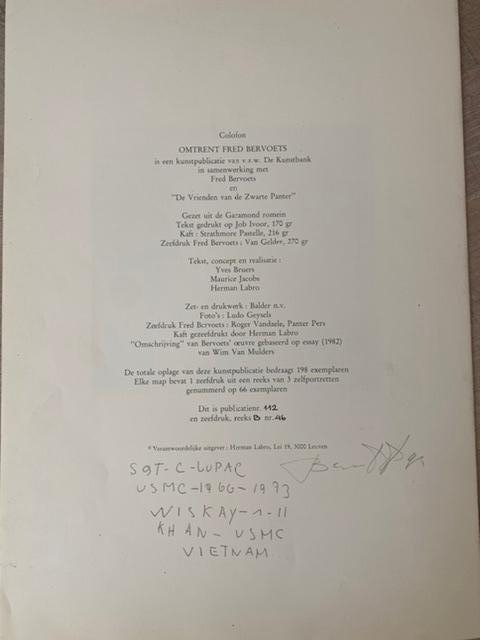 Colofon
OMTRENT FRED BERVOETS
is een kunstpublicatie van v.z.w. De Kunstbank
in samenwerking met
Fred Bervoets
en
"De Vrienden van de Zwarte Panter"
Gezet uit de Garamond romein
Tekst gedrukt op Job Ivoor, 170 gr
Kaft : Strathmore Pastelle, 216 gr
Zeefdruk Fred Bervoets : Van Gelder, 270 gr
Tekst, concept en realisatie :
Yves Bruers
Maurice Jacobs
Herman Labro
Zet- en drukwerk : Balder n.v.
Foto's : Ludo Geysels
Zeefdruk Fred Bervoets : Roger Vandaele, Panter Pers
Kaft gezeefdrukt door Herman Labro
"Omschrijving" van Bervoets' œuvre gebaseerd op essay (1982)
van Wim Van Mulders
De totale oplage van deze kunstpublicatie bedraagt 198 exemplaren
Elke map bevat 1 zeefdruk uit een reeks van 3 zelfportretten
genummerd op 66 exemplaren
Dit is publicatienr. 112
en zeefdruk, reeks B nr. 46
Verantwoordelijke uitgever : Herman Labro, Lei 19, 3000 Leuven
SGT-C-LUPAC
USMC-1966-1973
WISKAY-1-11
KHAN-USMC
VIETNAM